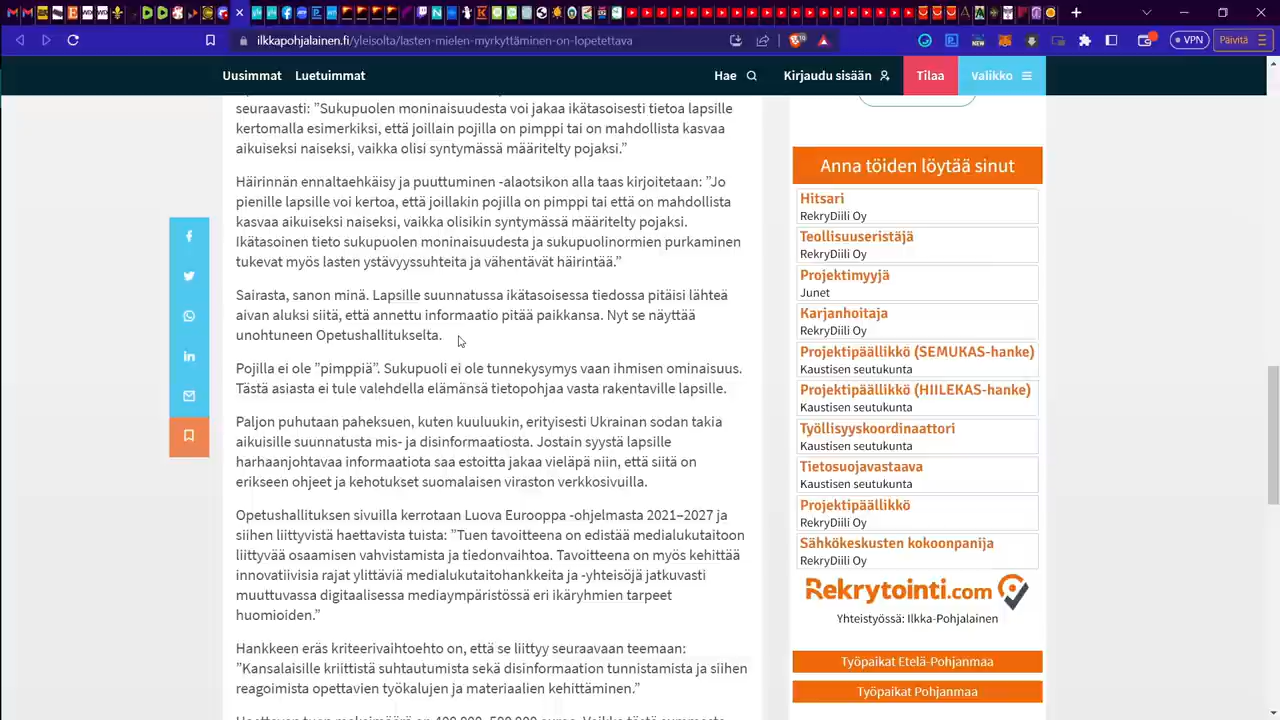 ilkkapohjalainen.fi/yleisolta/lasten-mielen-myrkyttäminen-on-lopetettava
VPN
Päivitä
Uusimmat Luetuimmat
Hae
Kirjaudu sisään
Tilaa
Valikko
seuraavasti: ”Sukupuolen moninaisuudesta voi jakaa ikätasoisesti tietoa lapsille
kertomalla esimerkiksi, että joillain pojilla on pimppi tai on mahdollista kasvaa
aikuiseksi naiseksi, vaikka olisi syntymässä määritelty pojaksi.”
Häirinnän ennaltaehkäisy ja puuttuminen -alaotsikon alla taas kirjoitetaan: ”Jo
pienille lapsille voi kertoa, että joillakin pojilla on pimppi tai että on mahdollista
kasvaa aikuiseksi naiseksi, vaikka olisikin syntymässä määritelty pojaksi.
Ikätasoinen tieto sukupuolen moninaisuudesta ja sukupuolinormien purkaminen
tukevat myös lasten ystävyyssuhteita ja vähentävät häirintää.”
Sairasta, sanon minä. Lapsille suunnatussa ikätasoisessa tiedossa pitäisi lähteä
aivan aluksi siitä, että annettu informaatio pitää paikkansa. Nyt se näyttää
unohtuneen Opetushallitukselta.
Pojilla ei ole ”pimppiä”. Sukupuoli ei ole tunnekysymys vaan ihmisen ominaisuus.
Tästä asiasta ei tule valehdella elämänsä tietopohjaa vasta rakentaville lapsille.
Paljon puhutaan paheksuen, kuten kuuluukin, erityisesti Ukrainan sodan takia
aikuisille suunnatusta mis- ja disinformaatiosta. Jostain syystä lapsille
harhaanjohtavaa informaatiota saa estoitta jakaa vieläpä niin, että siitä on
erikseen ohjeet ja kehotukset suomalaisen viraston verkkosivuilla.
Opetushallituksen sivuilla kerrotaan Luova Eurooppa -ohjelmasta 2021–2027 ja
siihen liittyvistä haettavista tuista: ”Tuen tavoitteena on edistää medialukutaitoon
liittyvää osaamisen vahvistamista ja tiedonvaihtoa. Tavoitteena on myös kehittää
innovatiivisia rajat ylittäviä medialukutaitohankkeita ja -yhteisöjä jatkuvasti
muuttuvassa digitaalisessa mediaympäristössä eri ikäryhmien tarpeet
huomioiden.”
Hankkeen eräs kriteerivaihtoehto on, että se liittyy seuraavaan teemaan:
”Kansalaisille kriittistä suhtautumista sekä disinformaation tunnistamista ja siihen
reagoimista opettavien työkalujen ja materiaalien kehittäminen.”
Anna töiden löytää sinut
Hitsari
RekryDiili Oy
Teollisuuseristäjä
RekryDiili Oy
Projektimyyjä
Junet
Karjanhoitaja
RekryDiili Oy
Projektipäällikkö (SEMUKAS-hanke)
Kaustisen seutukunta
Projektipäällikkö (HIILEKAS-hanke)
Kaustisen seutukunta
Työllisyyskoordinaattori
Kaustisen seutukunta
Tietosuojavastaava
Kaustisen seutukunta
Projektipäällikkö
RekryDiili Oy
Sähkökeskusten kokoonpanija
RekryDiili Oy
Rekrytointi.com
Yhteistyössä: Ilkka-Pohjalainen
Työpaikat Etelä-Pohjanmaa
Työpaikat Pohjanmaa